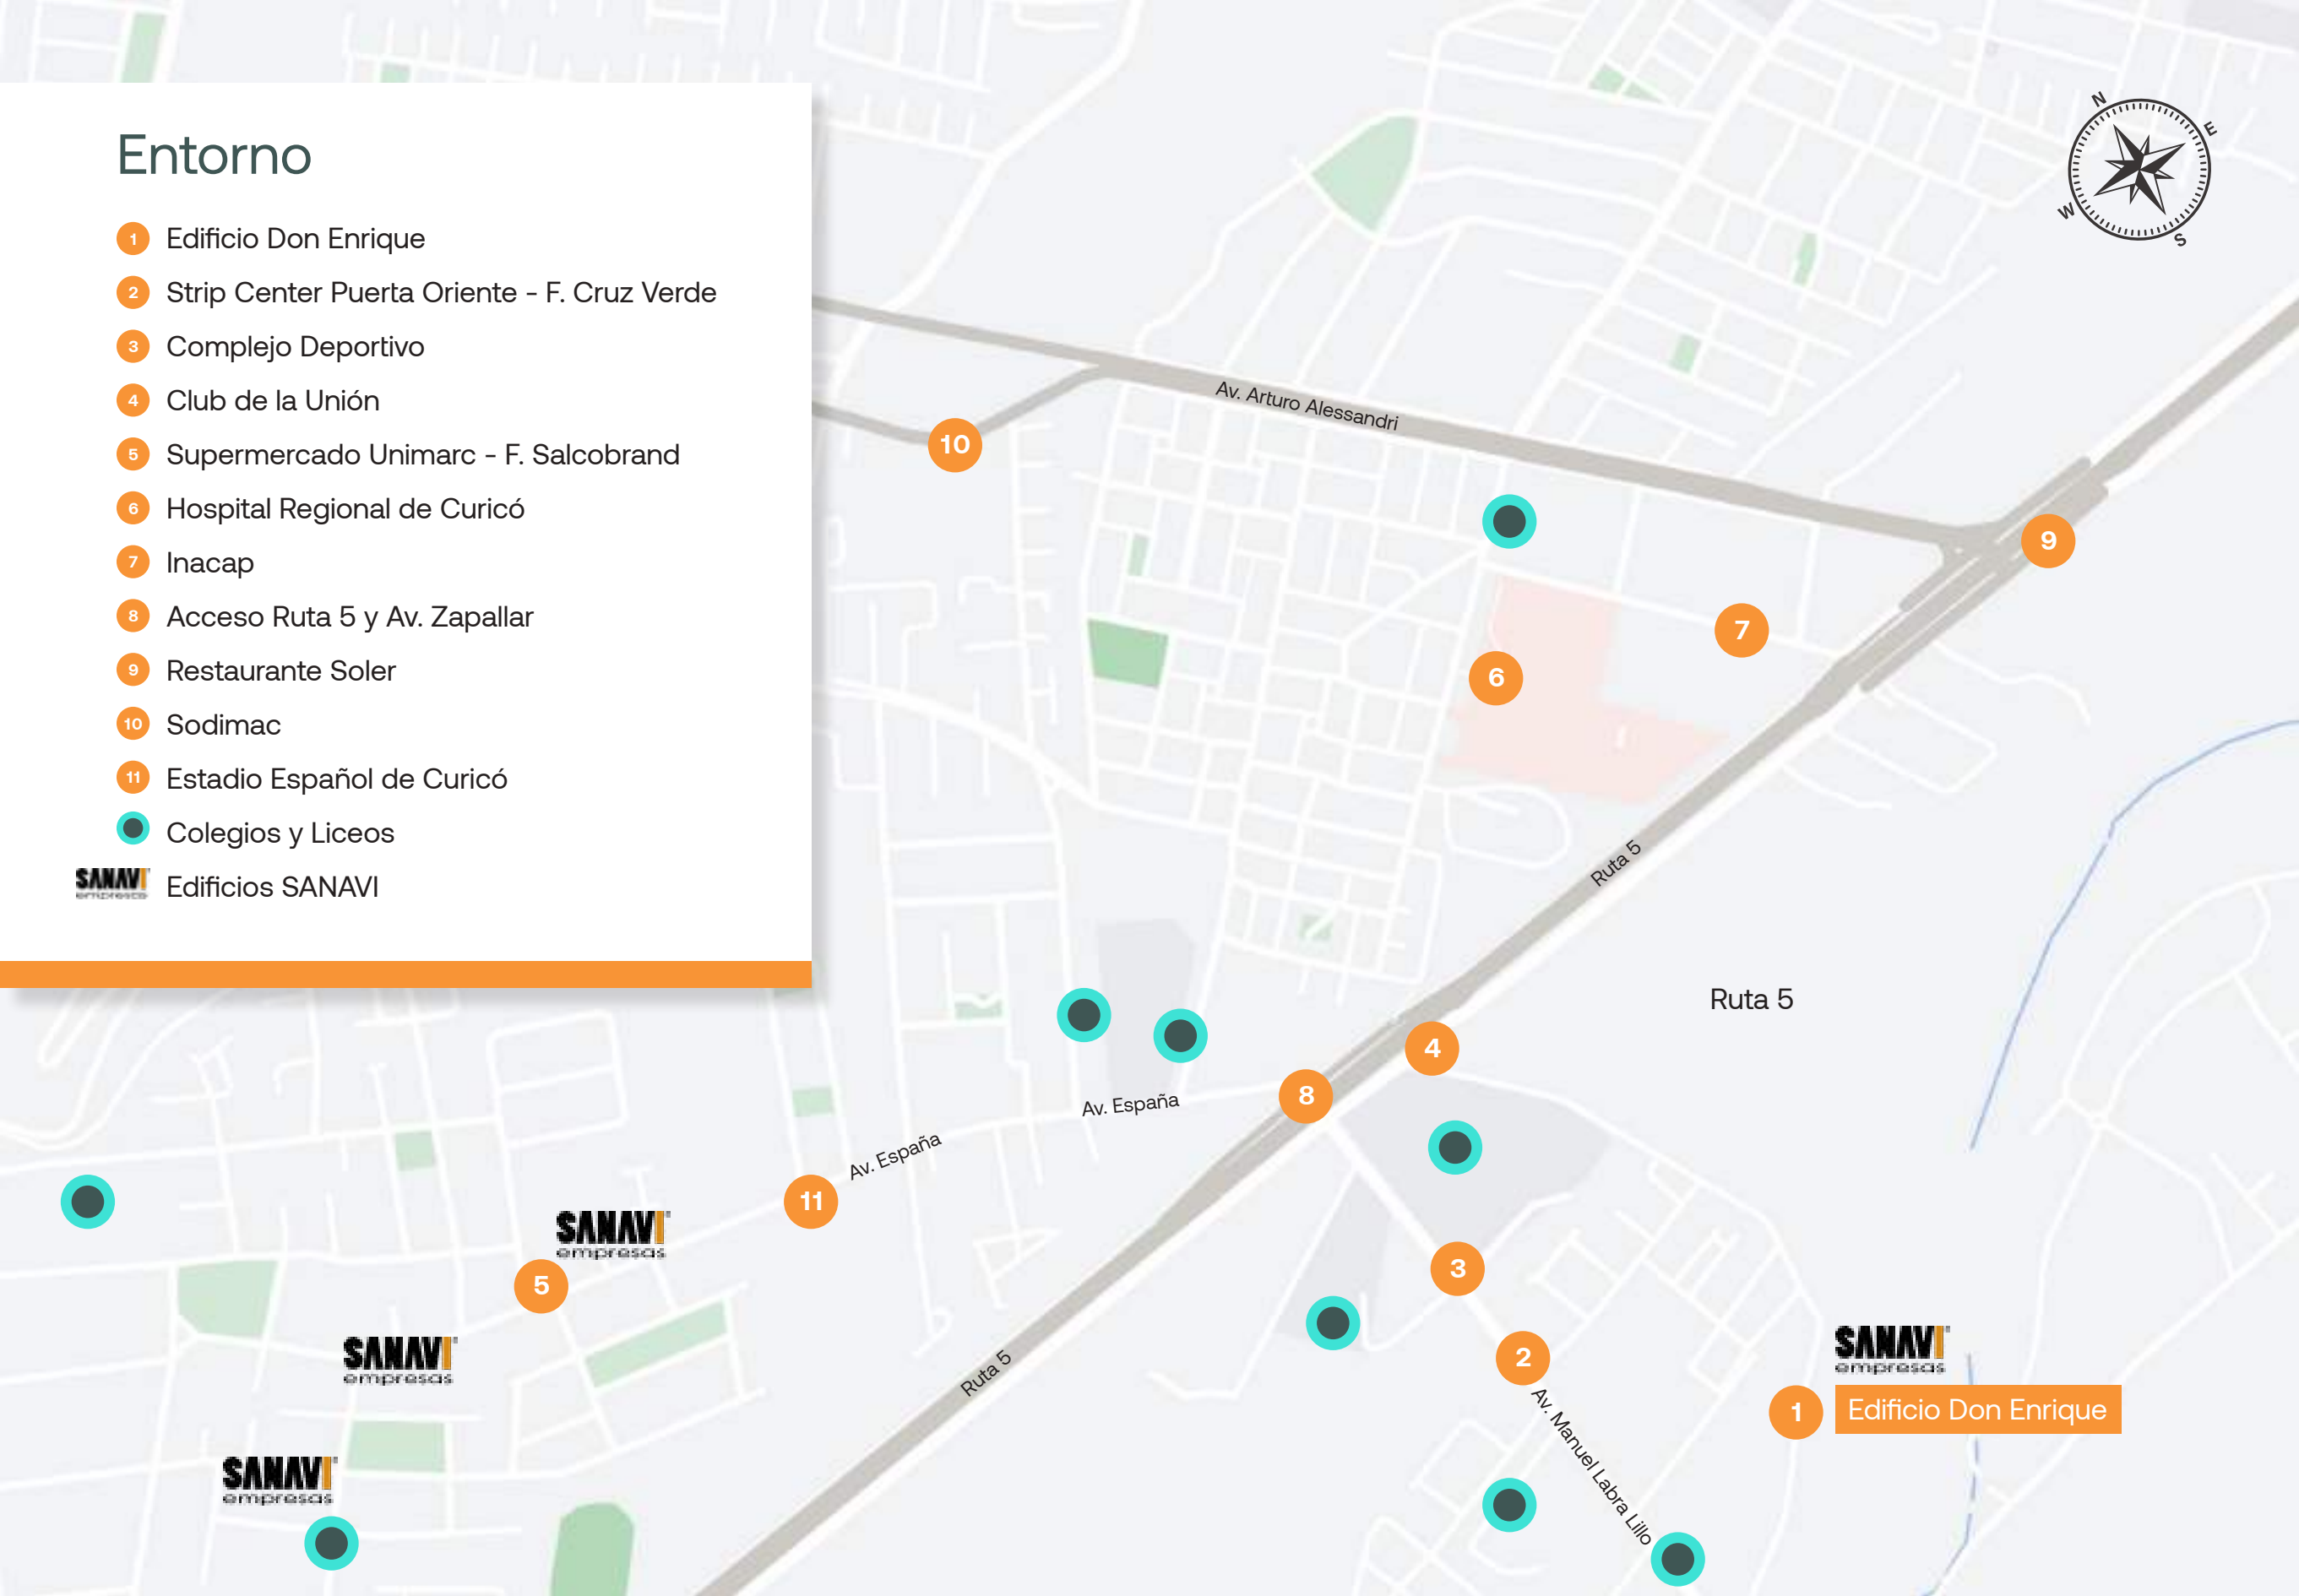 Entorno
1 Edificio Don Enrique
2 Strip Center Puerta Oriente - F. Cruz Verde
3 Complejo Deportivo
4 Club de la Unión
5 Supermercado Unimarc - F. Salcobrand
6 Hospital Regional de Curicó
7 Inacap
8 Acceso Ruta 5 y Av. Zapallar
9 Restaurante Soler
10 Sodimac
11 Estadio Español de Curicó
Colegios y Liceos
SANAVI empresas Edificios SANAVI
N
E
W
S
Av. Arturo Alessandri
10
9
7
6
Ruta 5
Ruta 5
4
8
Av. España
Av. España
11
SANAVI
empresas
5
3
SANAVI
empresas
2
Ruta 5
SANAVI
empresas
1 Edificio Don Enrique
Av. Manuel Labra Lillo
SANAVI
empresas